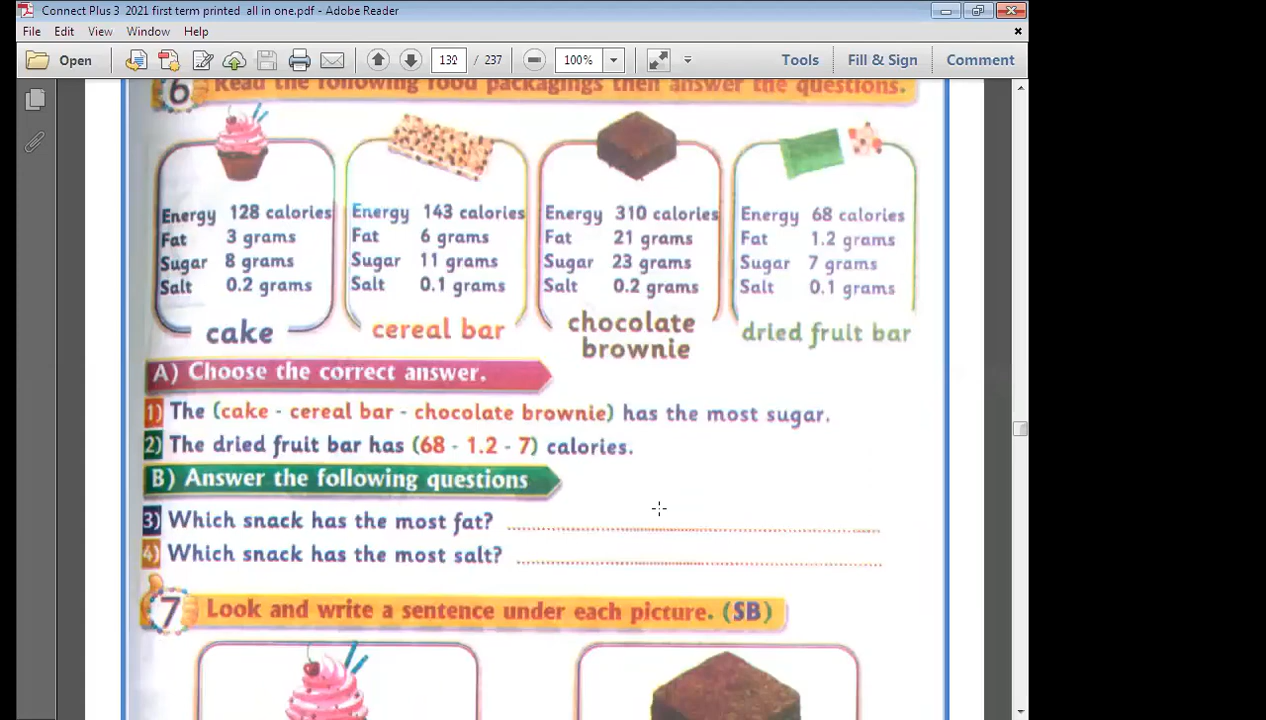 Connect Plus 3 2021 first term printed all in one.pdf - Adobe Reader
File Edit View Window Help
Open 132 / 237 100% Tools Fill & Sign Comment
6 Read the following food packagings then answer the questions.
Energy 128 calories
Fat 3 grams
Sugar 8 grams
Salt 0.2 grams
cake
Energy 143 calories
Fat 6 grams
Sugar 11 grams
Salt 0.1 grams
cereal bar
Energy 310 calories
Fat 21 grams
Sugar 23 grams
Salt 0.2 grams
chocolate
brownie
Energy 68 calories
Fat 1.2 grams
Sugar 7 grams
Salt 0.1 grams
dried fruit bar
A) Choose the correct answer.
1) The (cake - cereal bar - chocolate brownie) has the most sugar.
2) The dried fruit bar has (68 - 1.2 - 7) calories.
B) Answer the following questions
3) Which snack has the most fat?
4) Which snack has the most salt?
7 Look and write a sentence under each picture. (SB)